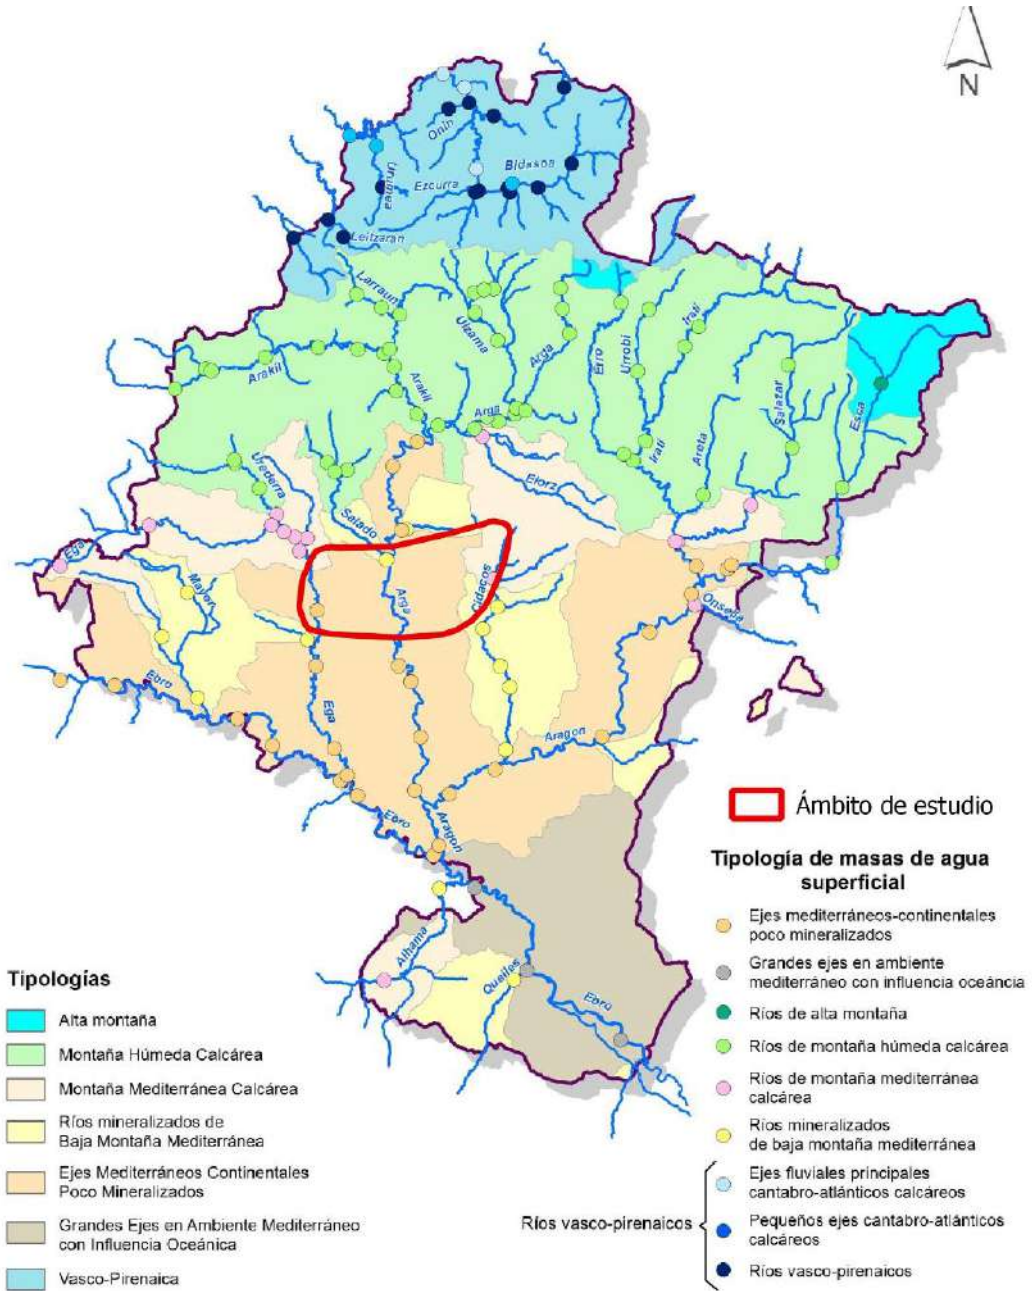 N
Onin
Urumea
Bidasoa
Ezcurra
Leitzaran
Larraun
Ulzama
Arga
Erro
Urrobi
Irati
Arakil
Arakil
Arga
Salazar
Esca
Areta
Irati
Urederra
Elorz
Salado
Ega
Mayor
Arga
Cidacos
Onsella
Ebro
Ega
Aragon
Ebro
Aragon
Alhama
Queiles
Ebro
Ámbito de estudio
Tipología de masas de agua
superficial
Ejes mediterráneos-continentales
poco mineralizados
Grandes ejes en ambiente
mediterráneo con influencia oceáncia
Ríos de alta montaña
Ríos de montaña húmeda calcárea
Ríos de montaña mediterránea
calcárea
Ríos mineralizados
de baja montaña mediterránea
Ríos vasco-pirenaicos
Ejes fluviales principales
cantabro-atlánticos calcáreos
Pequeños ejes cantabro-atlánticos
calcáreos
Ríos vasco-pirenaicos
Tipologías
Alta montaña
Montaña Húmeda Calcárea
Montaña Mediterránea Calcárea
Ríos mineralizados de
Baja Montaña Mediterránea
Ejes Mediterráneos Continentales
Poco Mineralizados
Grandes Ejes en Ambiente Mediterráneo
con Influencia Oceánica
Vasco-Pirenaica